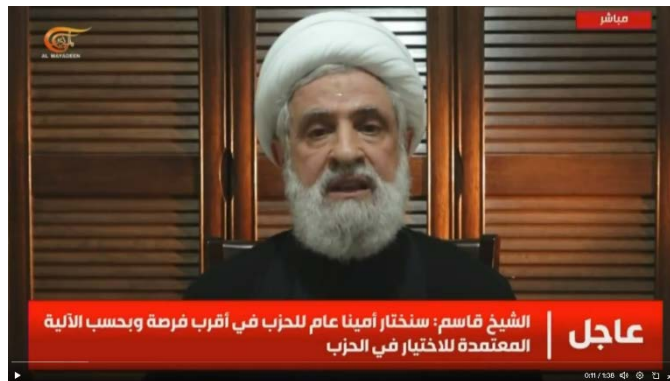 مباشر
AL MAYADEEN
عاجل
الشيخ قاسم: سنختار أمينا عام للحزب في أقرب فرصة وبحسب الآلية
المعتمدة للاختيار في الحزب
0:11 / 1:38